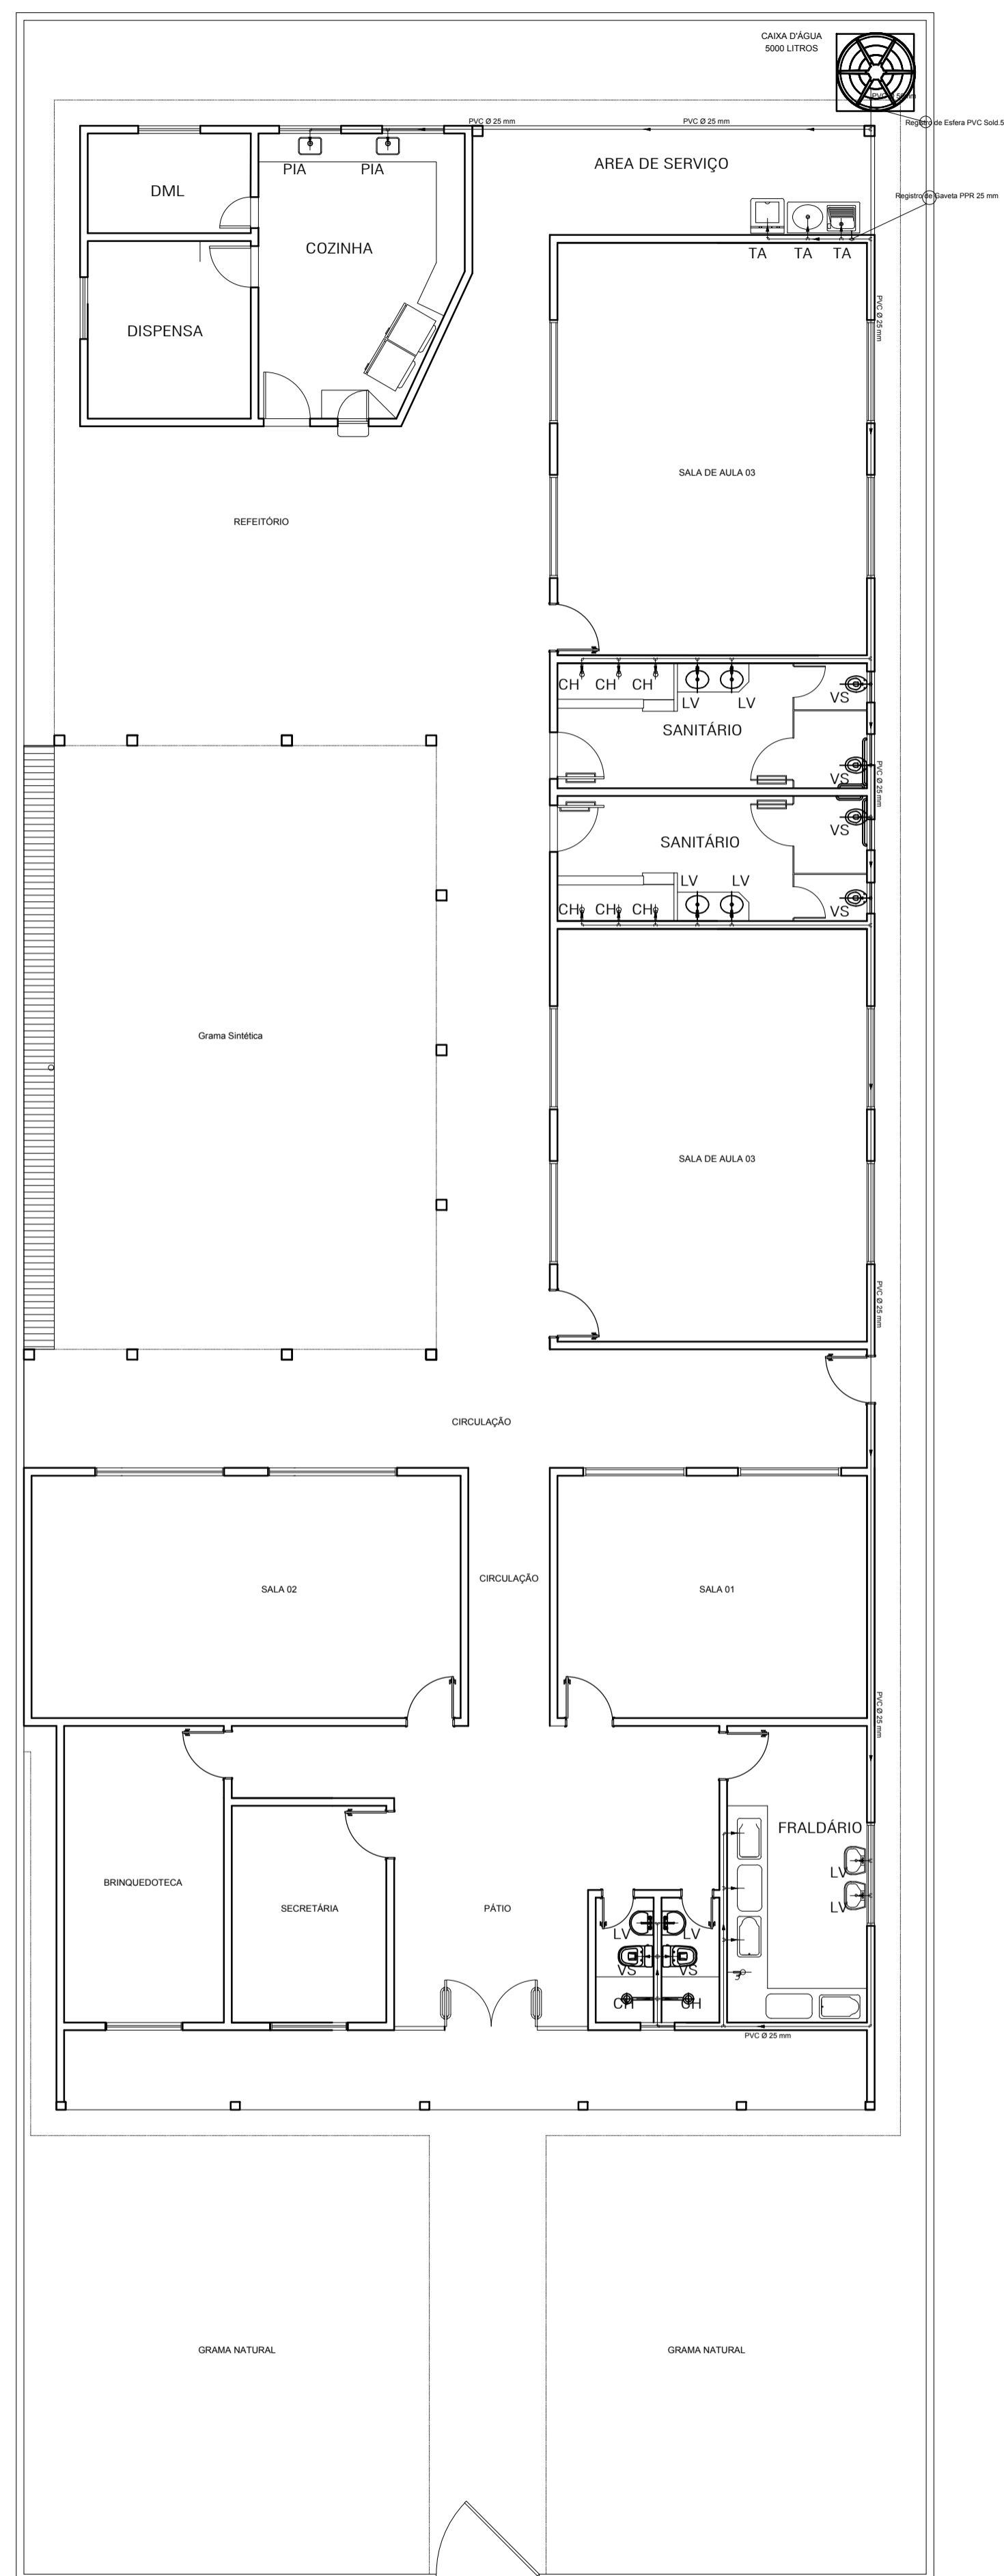 CAIXA D'ÁGUA
5000 LITROS
PVC Ø 50 mm
Registro de Esfera PVC Sold.5
PVC Ø 25 mm
PVC Ø 25 mm
AREA DE SERVIÇO
PIA
PIA
DML
COZINHA
Registro de Gaveta PPR 25 mm
TA
TA
TA
DISPENSA
PVC Ø 25 mm
SALA DE AULA 03
REFEITÓRIO
CH
CH
CH
LV
LV
VS
SANITÁRIO
VS
PVC Ø 25 mm
SANITÁRIO
VS
LV
LV
CH
CH
CH
VS
Grama Sintética
SALA DE AULA 03
PVC Ø 25 mm
CIRCULAÇÃO
CIRCULAÇÃO
SALA 02
SALA 01
PVC Ø 25 mm
FRALDÁRIO
BRINQUEDOTECA
SECRETÁRIA
PÁTIO
LV
LV
LV
LV
VS
VS
CH
CH
PVC Ø 25 mm
GRAMA NATURAL
GRAMA NATURAL